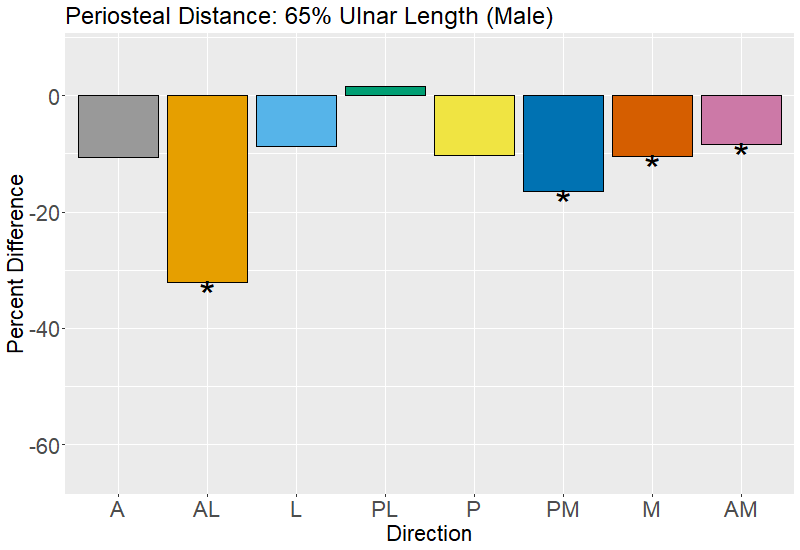 Periosteal Distance: 65% Ulnar Length (Male)
Percent Difference
0
-20
-40
-60
* * * *
A AL L PL P PM M AM
Direction